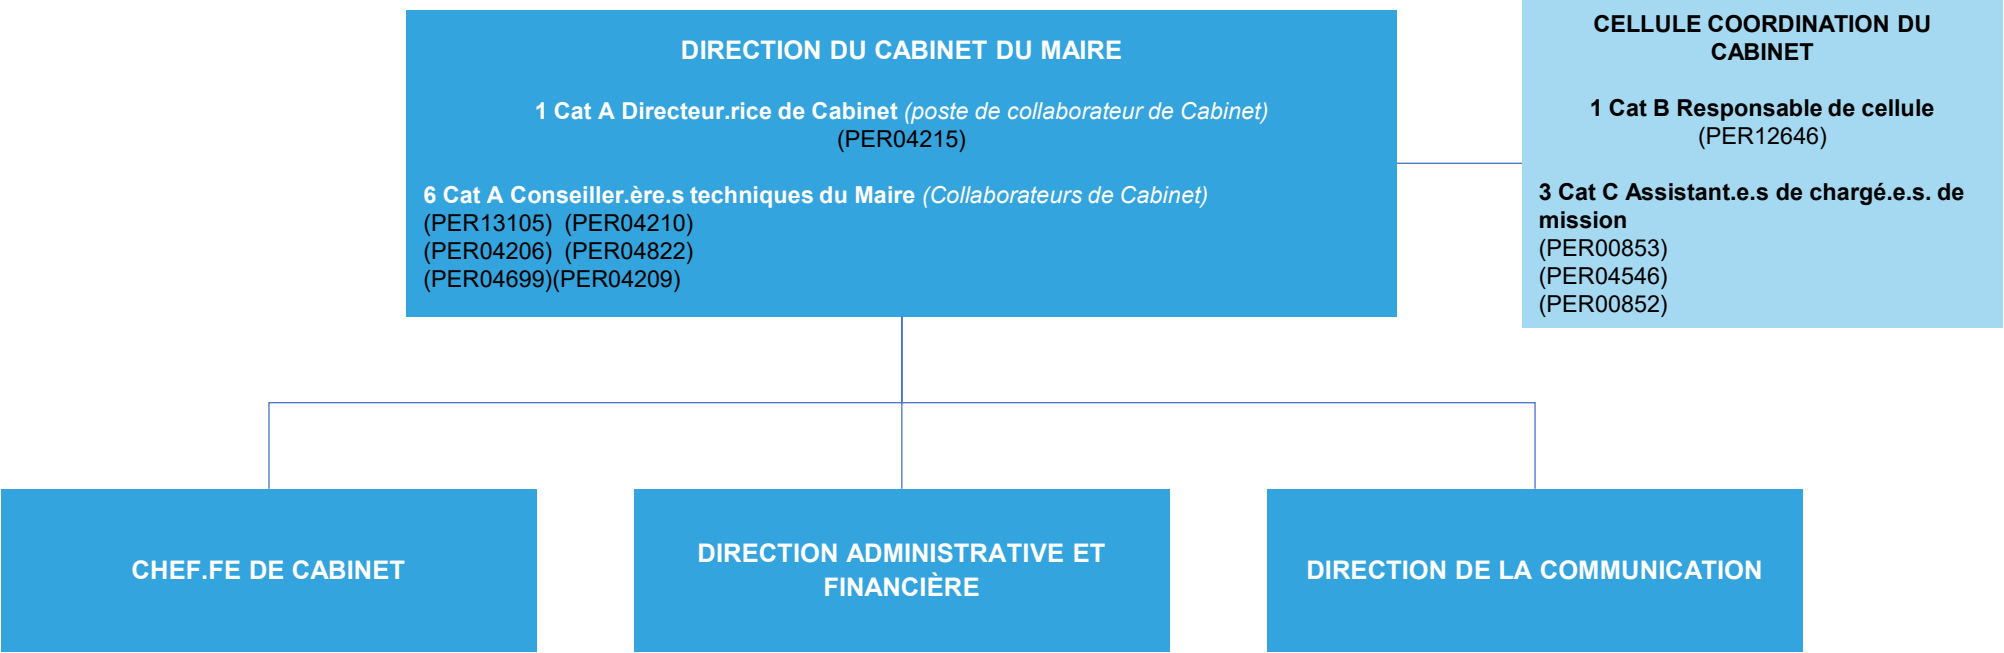 DIRECTION DU CABINET DU MAIRE
1 Cat A Directeur.rice de Cabinet (poste de collaborateur de Cabinet)
(PER04215)
6 Cat A Conseiller.ère.s techniques du Maire (Collaborateurs de Cabinet)
(PER13105) (PER04210)
(PER04206) (PER04822)
(PER04699)(PER04209)
CELLULE COORDINATION DU
CABINET
1 Cat B Responsable de cellule
(PER12646)
3 Cat C Assistant.e.s de chargé.e.s. de
mission
(PER00853)
(PER04546)
(PER00852)
CHEF.FE DE CABINET
DIRECTION ADMINISTRATIVE ET
FINANCIÈRE
DIRECTION DE LA COMMUNICATION